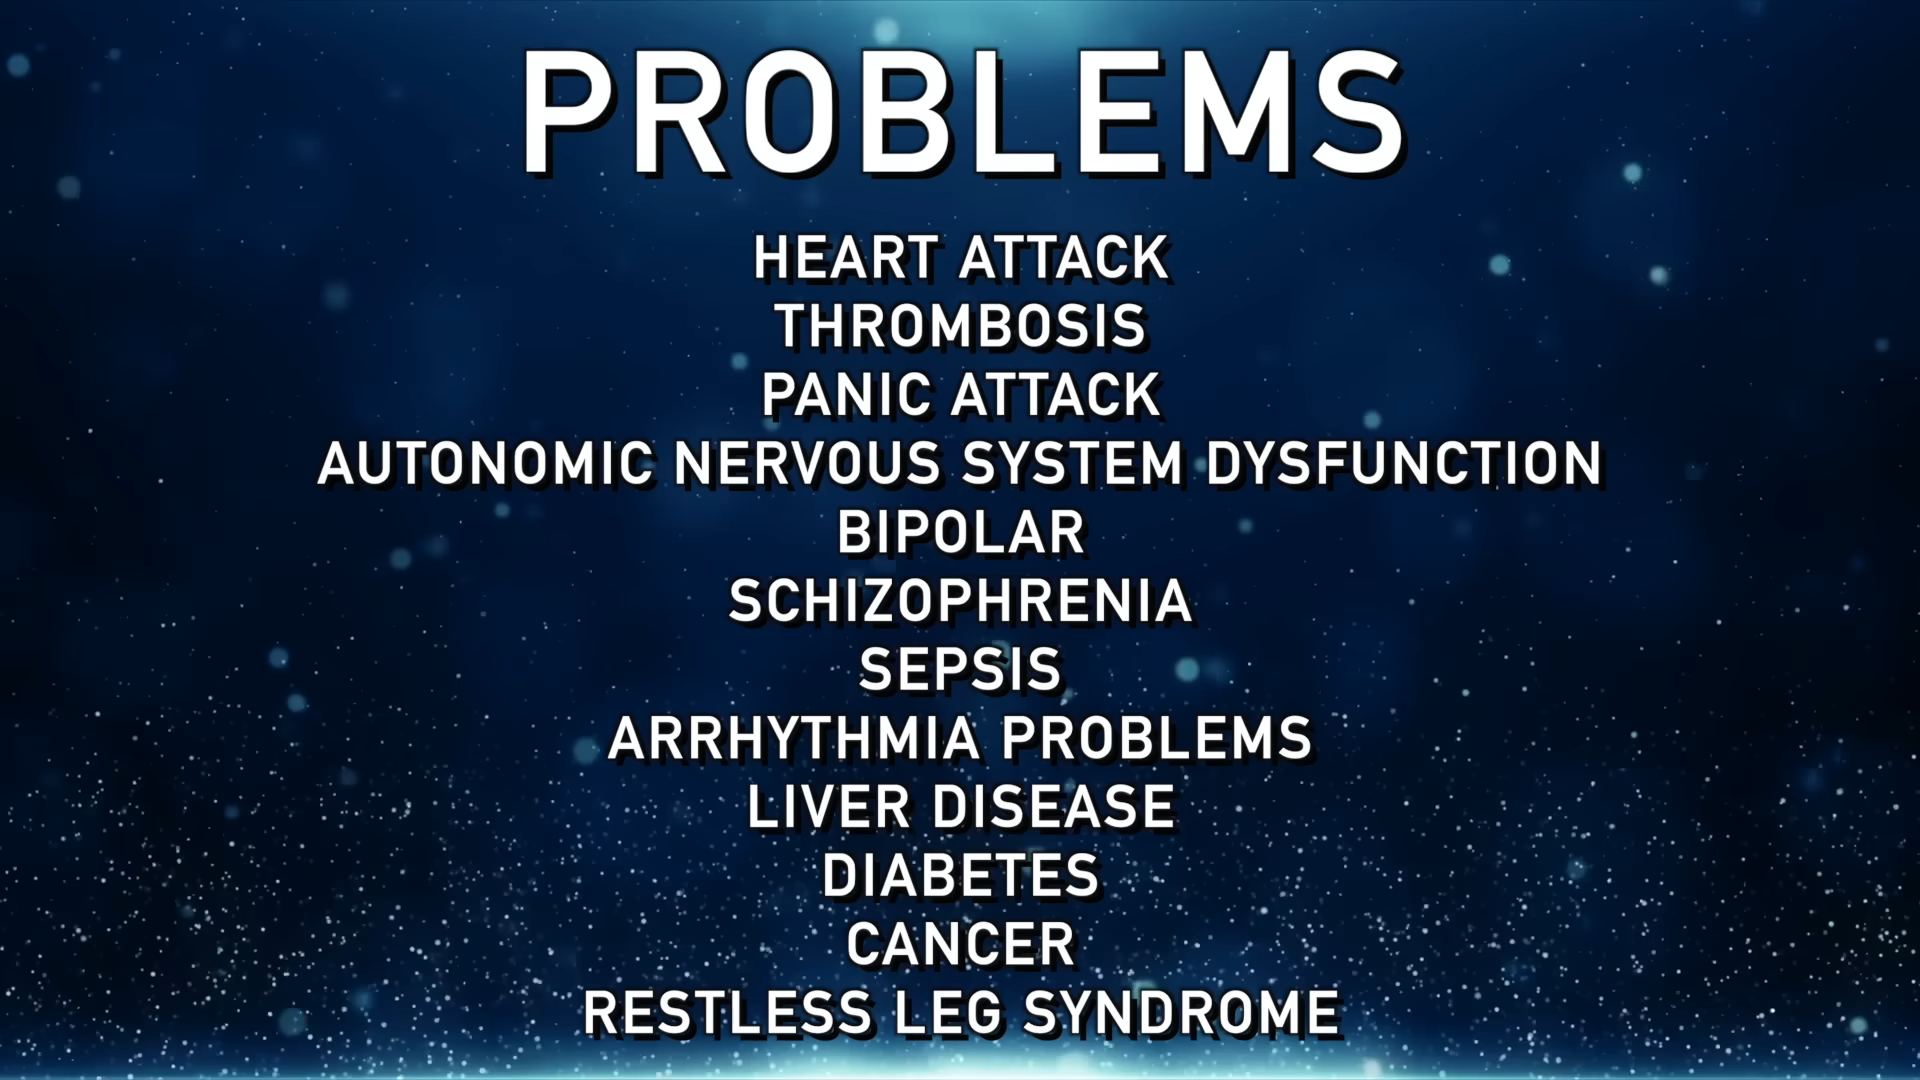 PROBLEMS
HEART ATTACK
THROMBOSIS
PANIC ATTACK
AUTONOMIC NERVOUS SYSTEM DYSFUNCTION
BIPOLAR
SCHIZOPHRENIA
SEPSIS
ARRHYTHMIA PROBLEMS
LIVER DISEASE
DIABETES
CANCER
RESTLESS LEG SYNDROME